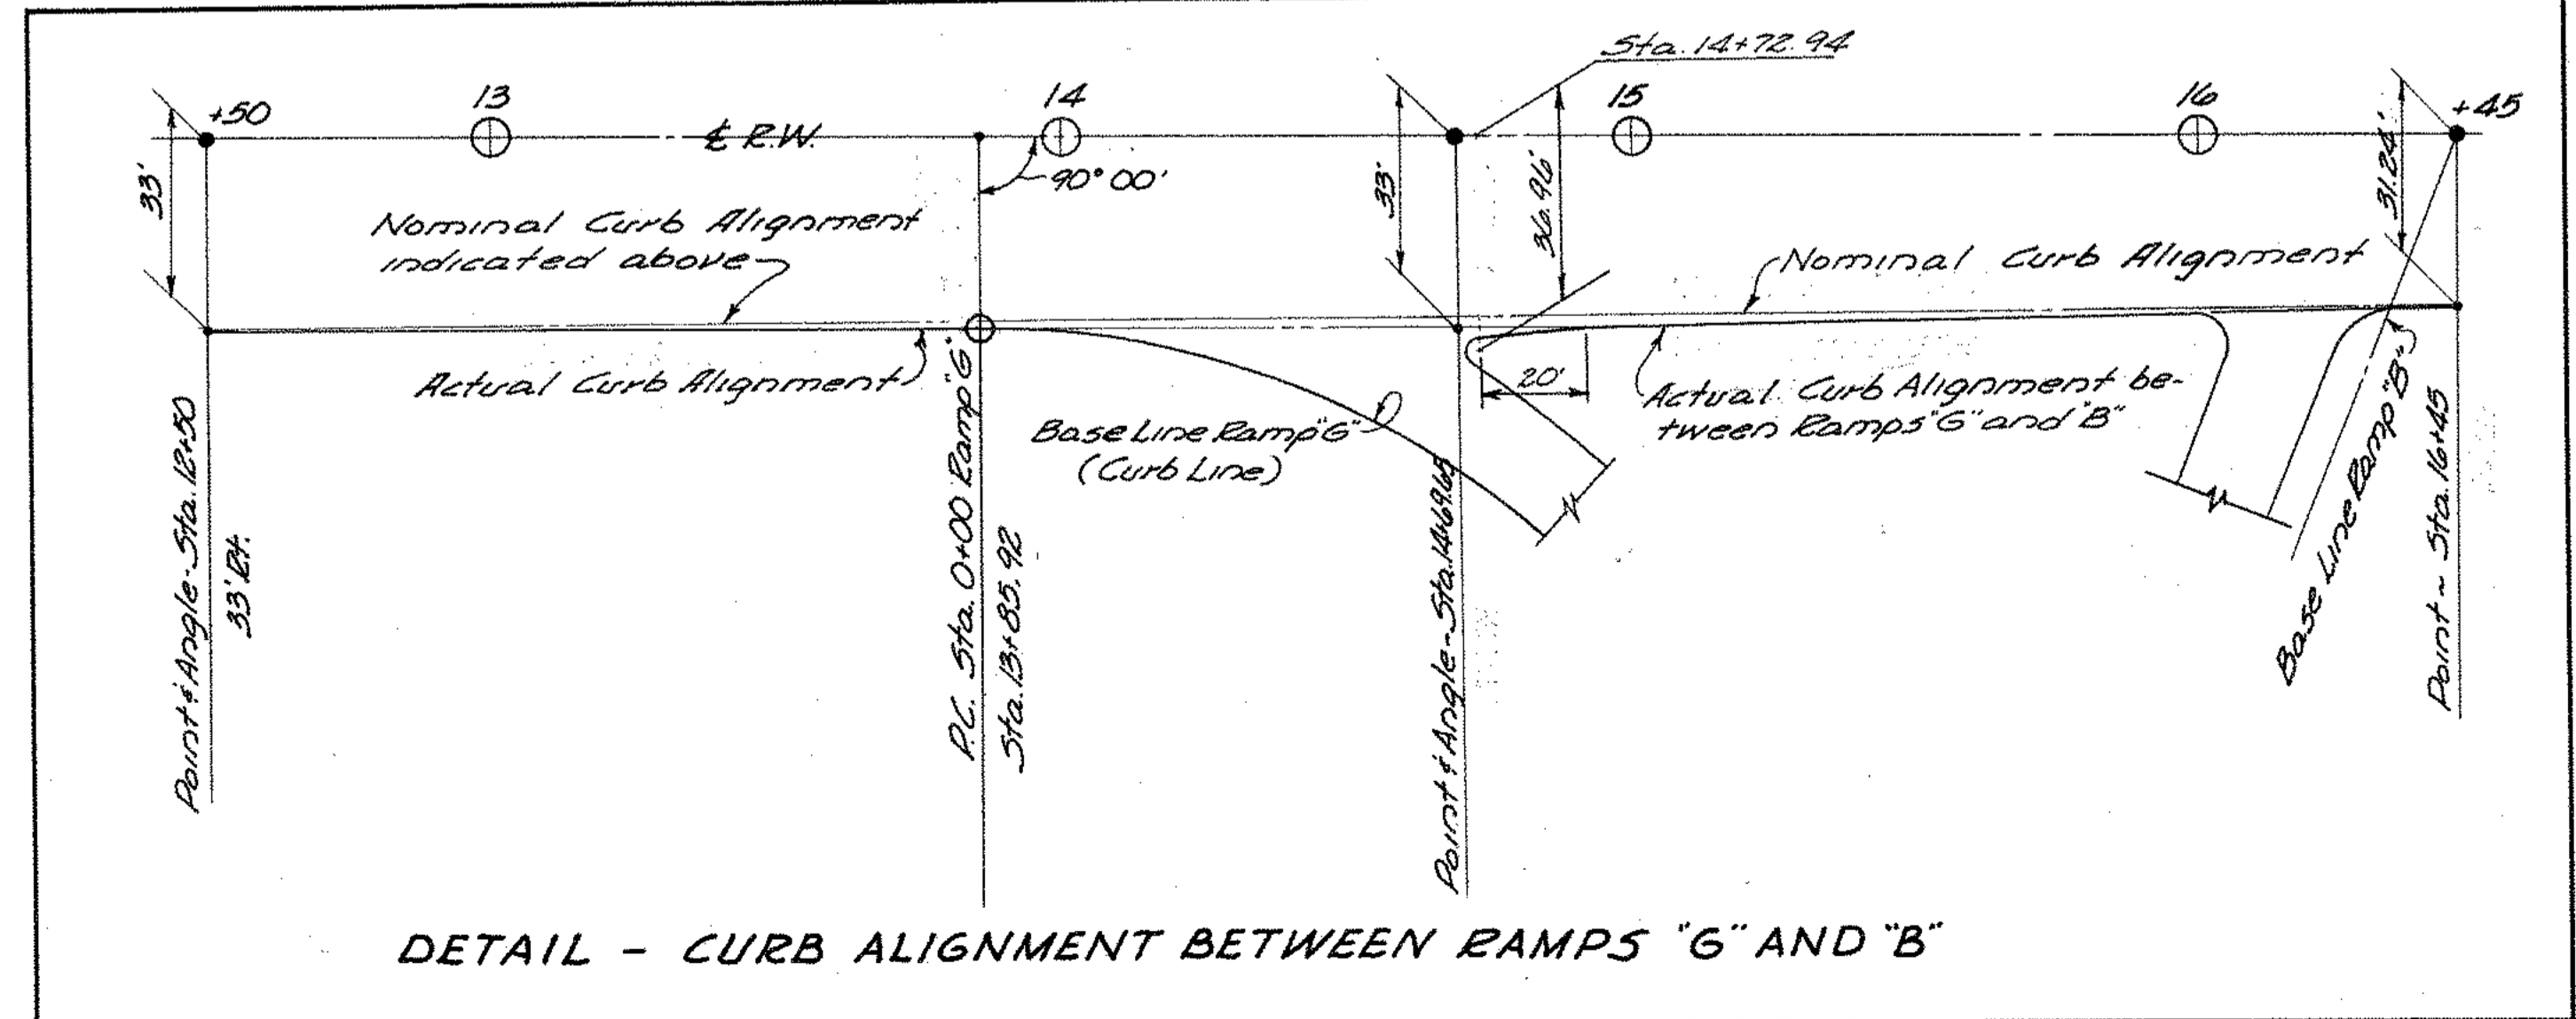 Sta. 14+72.94
+50
13
14
15
16
+45
℄ R.W.
90° 00'
33'
33'
36.96'
31.24'
Nominal Curb Alignment
indicated above
Nominal Curb Alignment
Actual Curb Alignment
20'
Base Line Ramp "G"
(Curb Line)
Actual Curb Alignment be-
tween Ramps "G" and "B"
Point & Angle - Sta. 12+50
33' Rt.
P.C. Sta. 0+00 Ramp "G"
Sta. 13+85.92
Point & Angle - Sta. 14+69.65
Base Line Ramp "B"
Point ~ Sta. 16+45
DETAIL - CURB ALIGNMENT BETWEEN RAMPS "G" AND "B"